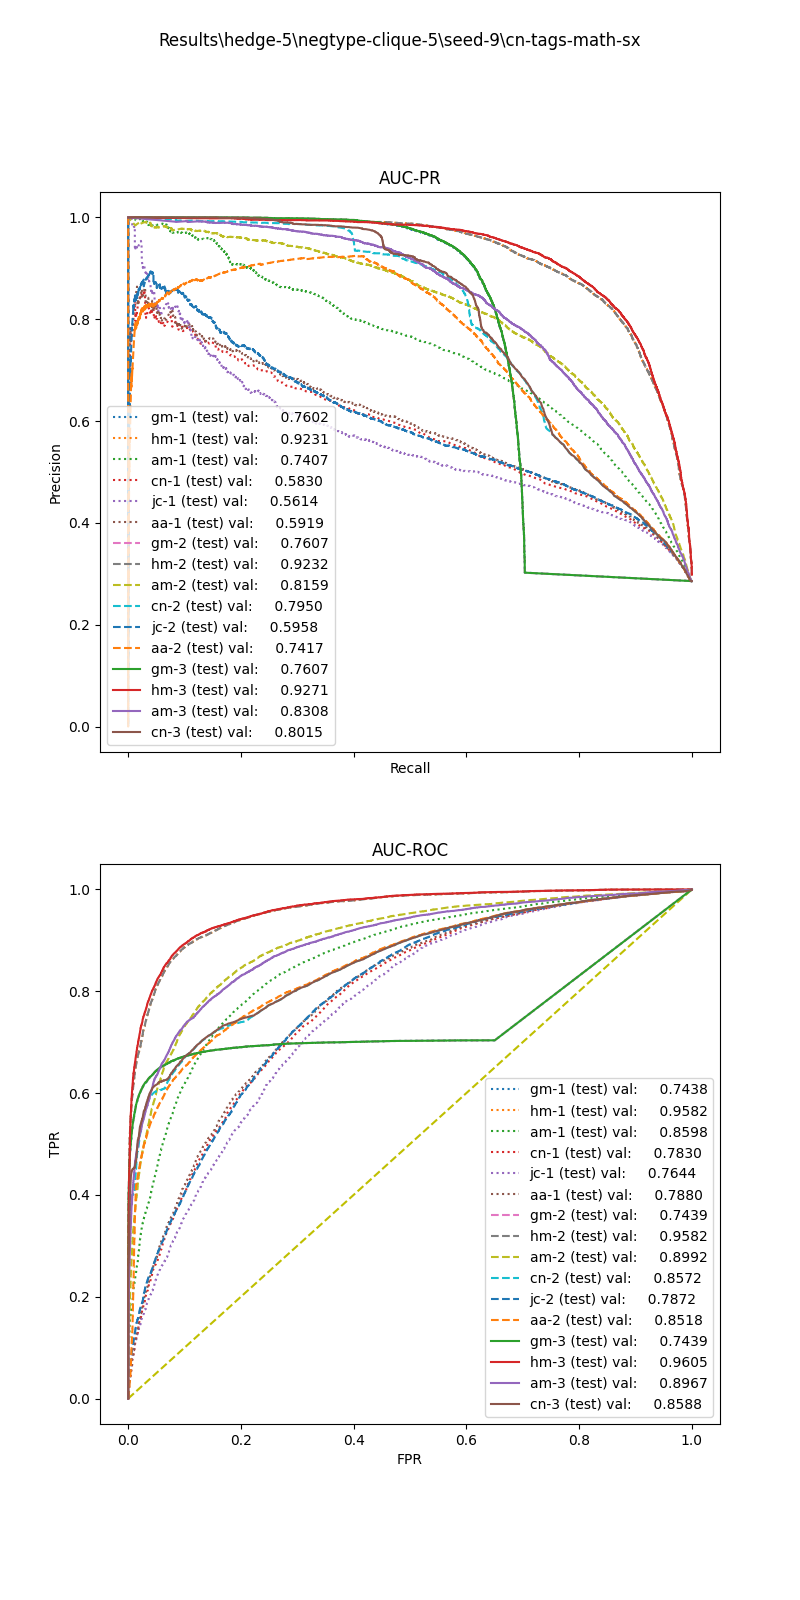 Results\hedge-5\negtype-clique-5\seed-9\cn-tags-math-sx
AUC-PR
1.0
0.8
0.6
0.4
0.2
0.0
Precision
gm-1 (test) val: 0.7602
hm-1 (test) val: 0.9231
am-1 (test) val: 0.7407
cn-1 (test) val: 0.5830
jc-1 (test) val: 0.5614
aa-1 (test) val: 0.5919
gm-2 (test) val: 0.7607
hm-2 (test) val: 0.9232
am-2 (test) val: 0.8159
cn-2 (test) val: 0.7950
jc-2 (test) val: 0.5958
aa-2 (test) val: 0.7417
gm-3 (test) val: 0.7607
hm-3 (test) val: 0.9271
am-3 (test) val: 0.8308
cn-3 (test) val: 0.8015
Recall
AUC-ROC
1.0
0.8
0.6
0.4
0.2
0.0
TPR
gm-1 (test) val: 0.7438
hm-1 (test) val: 0.9582
am-1 (test) val: 0.8598
cn-1 (test) val: 0.7830
jc-1 (test) val: 0.7644
aa-1 (test) val: 0.7880
gm-2 (test) val: 0.7439
hm-2 (test) val: 0.9582
am-2 (test) val: 0.8992
cn-2 (test) val: 0.8572
jc-2 (test) val: 0.7872
aa-2 (test) val: 0.8518
gm-3 (test) val: 0.7439
hm-3 (test) val: 0.9605
am-3 (test) val: 0.8967
cn-3 (test) val: 0.8588
0.0 0.2 0.4 0.6 0.8 1.0
FPR